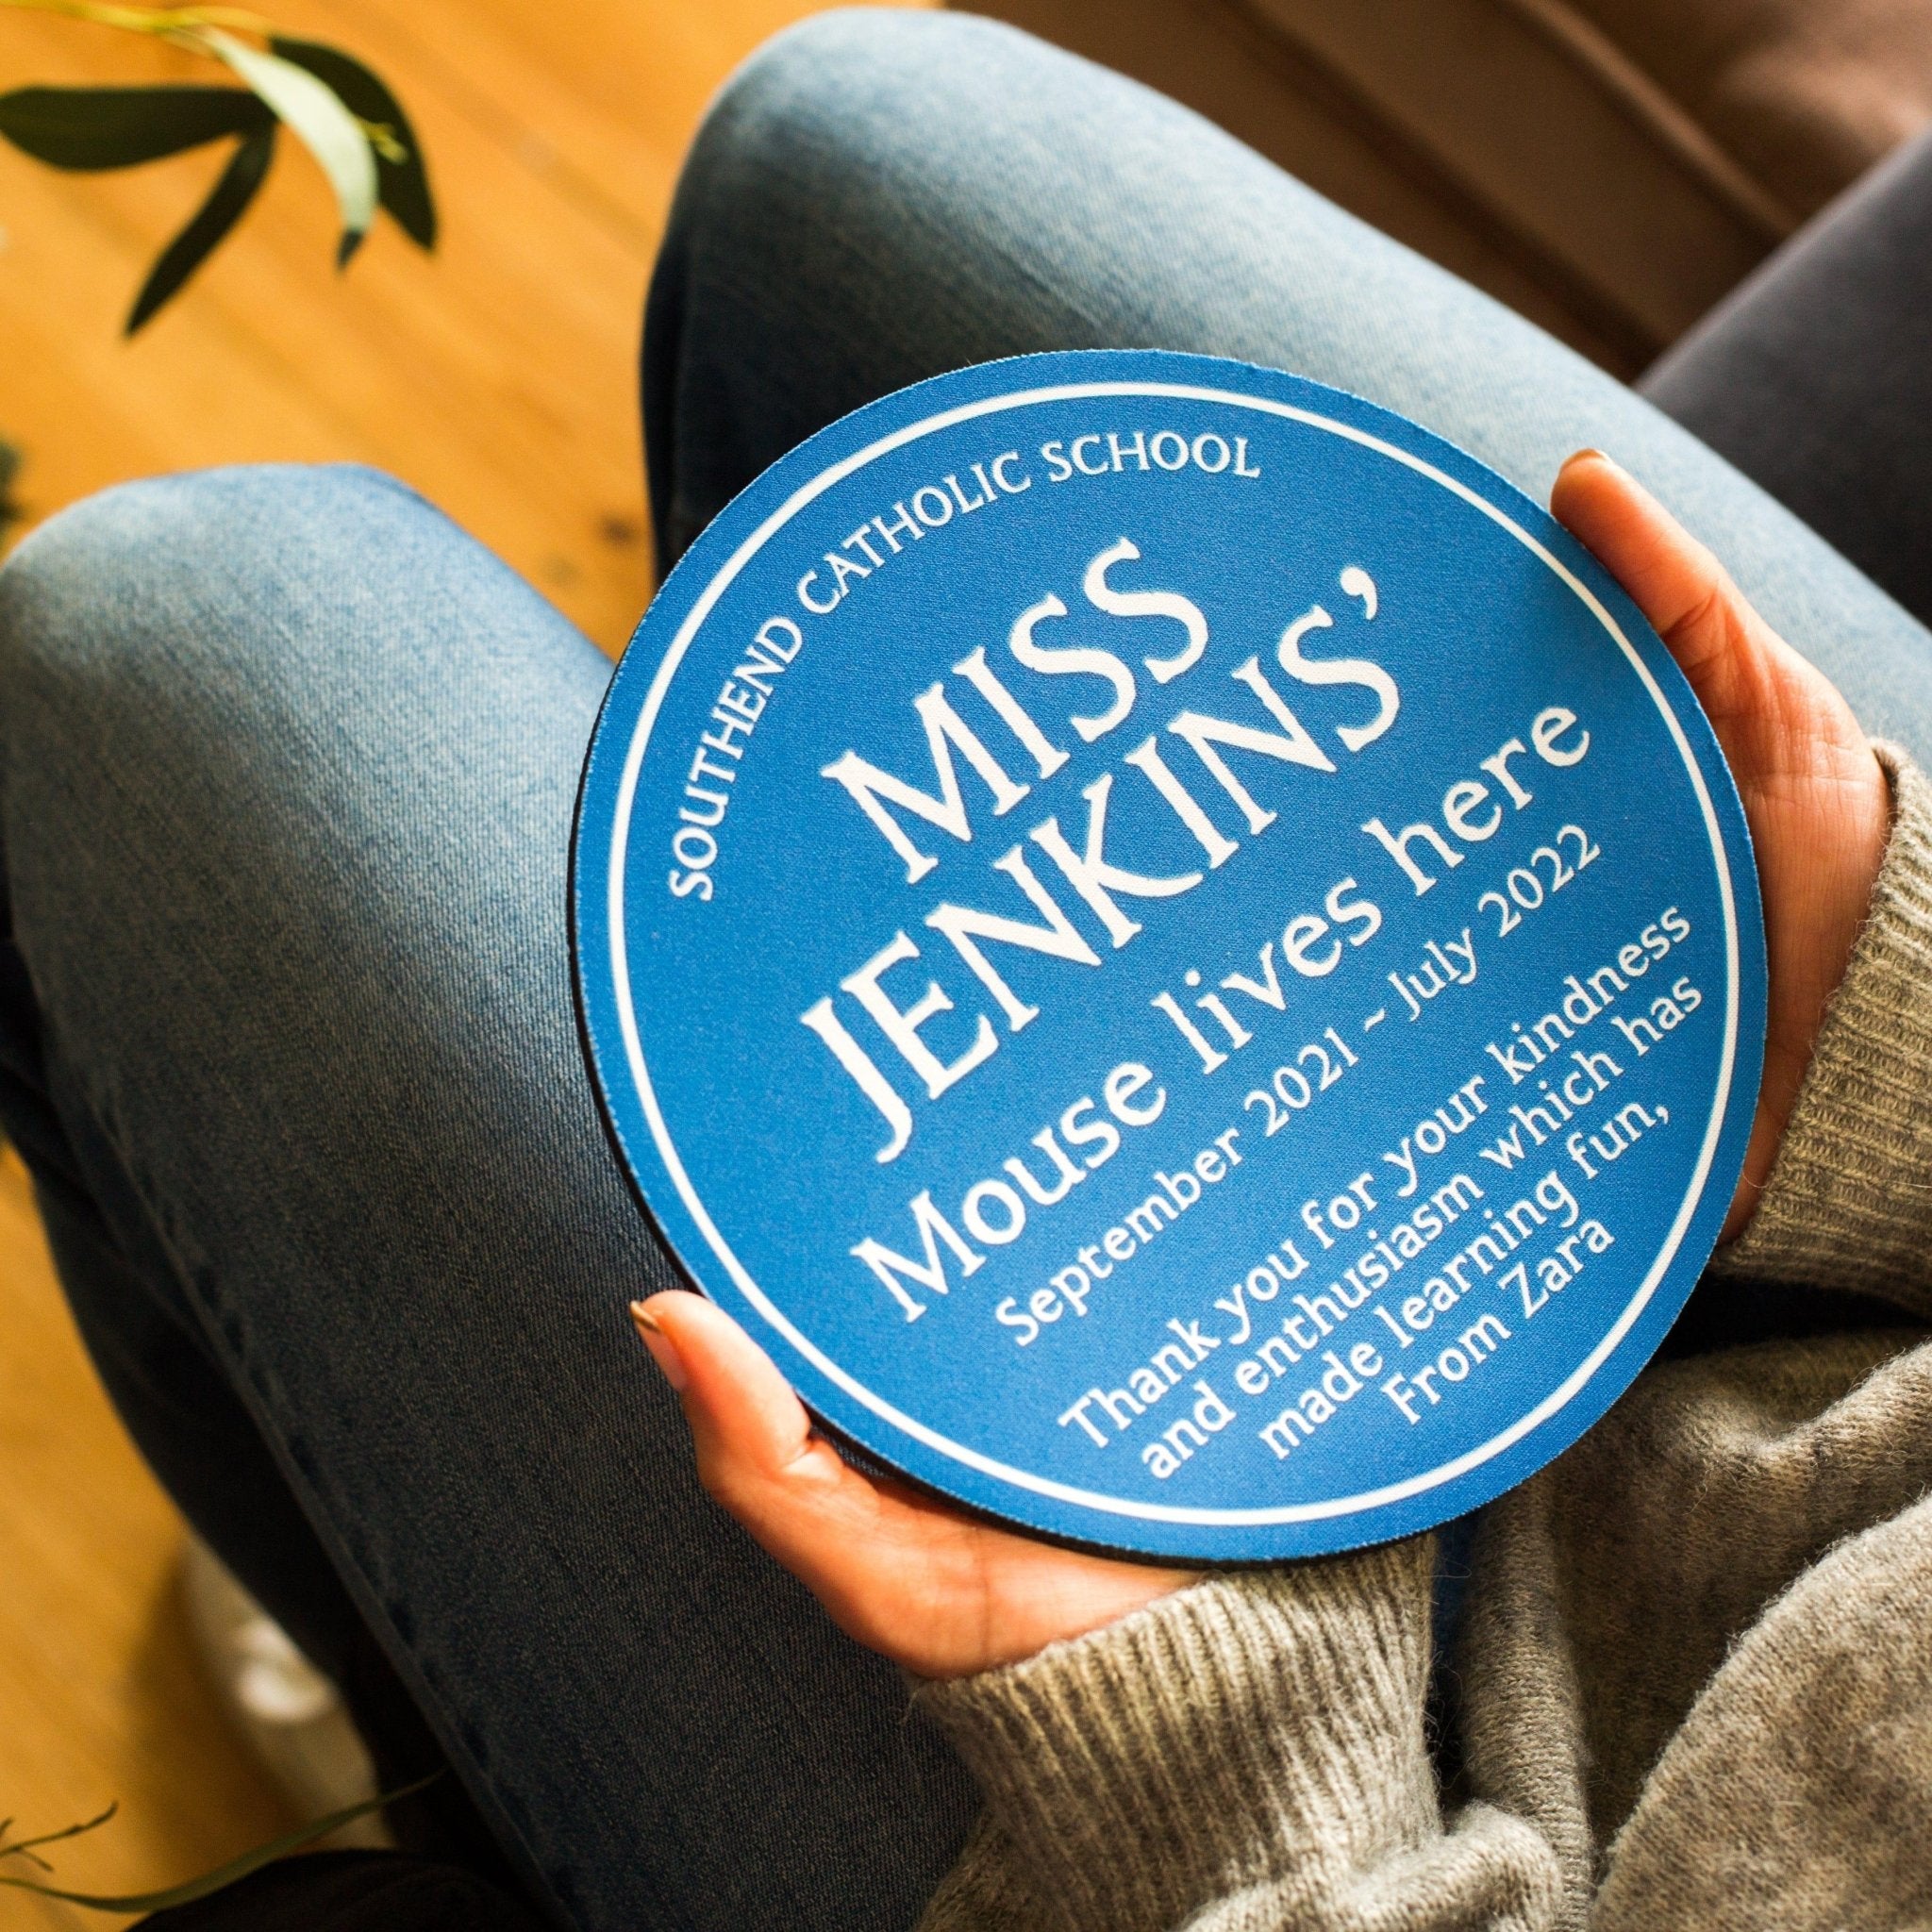 SOUTHEND CATHOLIC SCHOOL
MISS
JENKINS’
Mouse lives here
September 2021 ~ July 2022
Thank you for your kindness
and enthusiasm which has
made learning fun,
From Zara